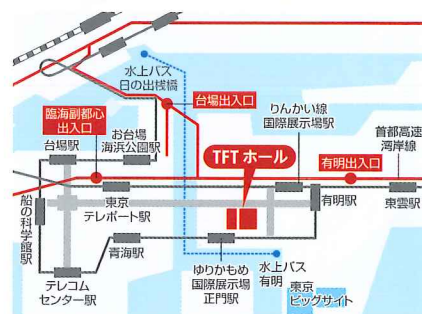 水上バス
日の出桟橋
台場出入口
臨海副都心
出入口
りんかい線
国際展示場駅
お台場
海浜公園駅
台場駅
首都高速
湾岸線
TFTホール
有明出入口
船の科学館駅
東京
テレポート駅
有明駅
東雲駅
青海駅
ゆりかもめ
国際展示場
正門駅
水上バス
有明
テレコム
センター駅
東京
ビッグサイト